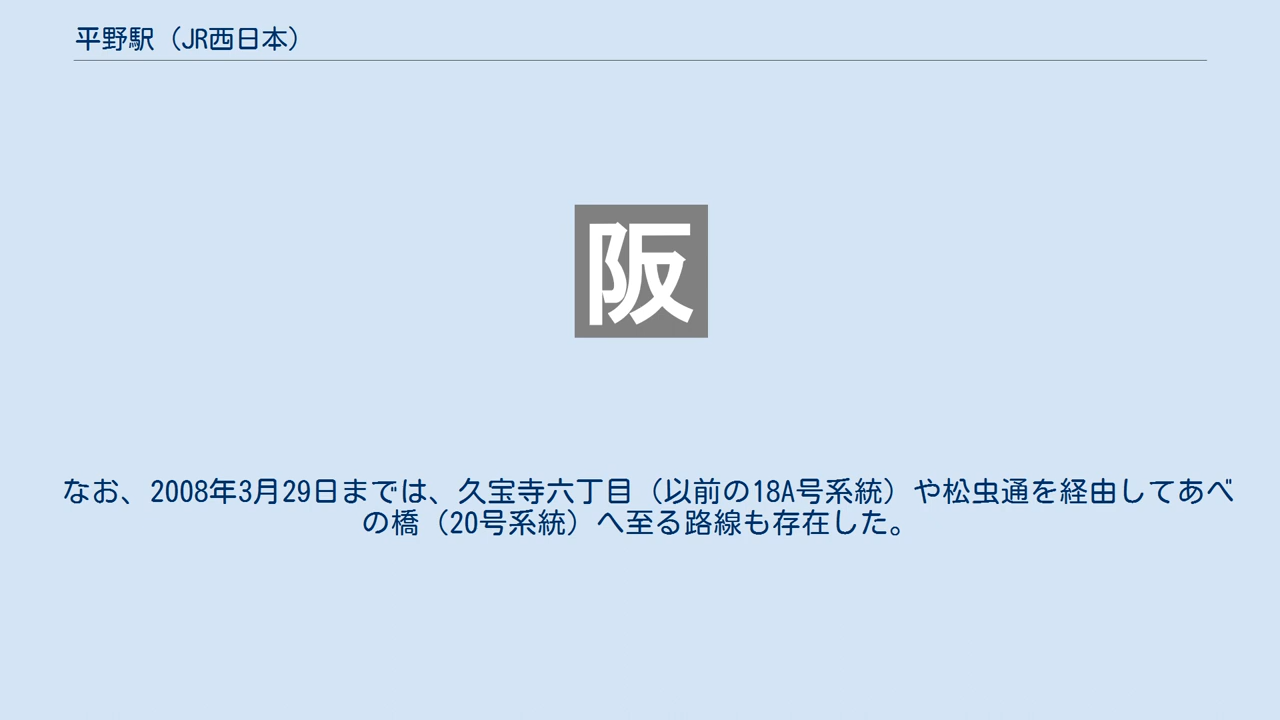 平野駅（JR西日本）
阪
なお、2008年3月29日までは、久宝寺六丁目（以前の18A号系統）や松虫通を経由してあべ
の橋（20号系統）へ至る路線も存在した。